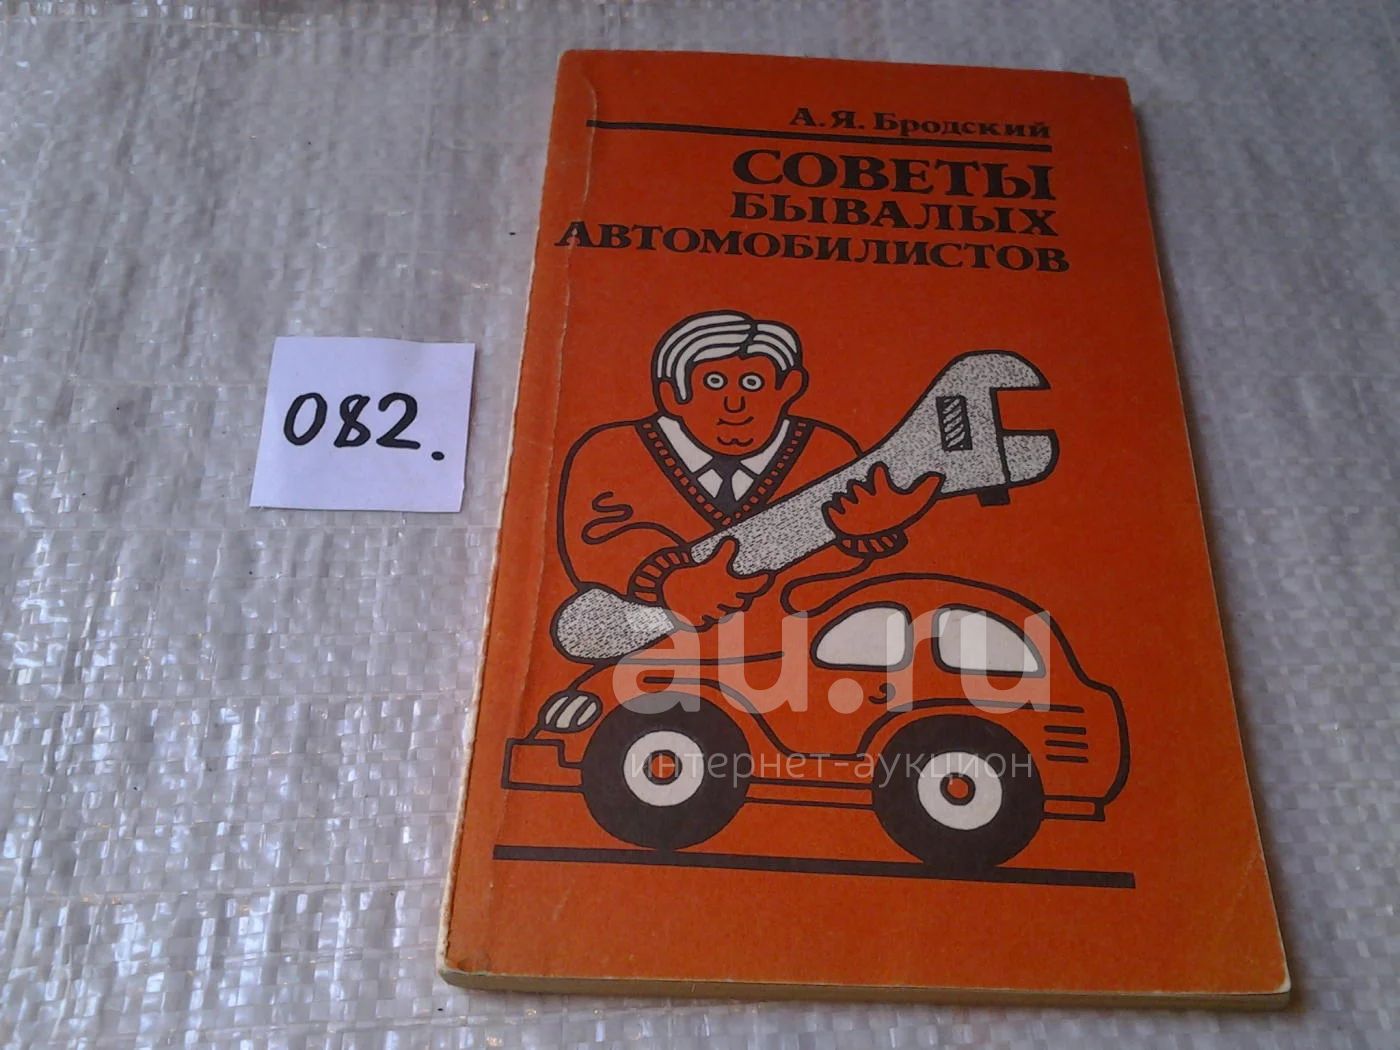 А.Я. Бродский
СОВЕТЫ
БЫВАЛЫХ
АВТОМОБИЛИСТОВ
082.
au.ru
интернет-аукцион